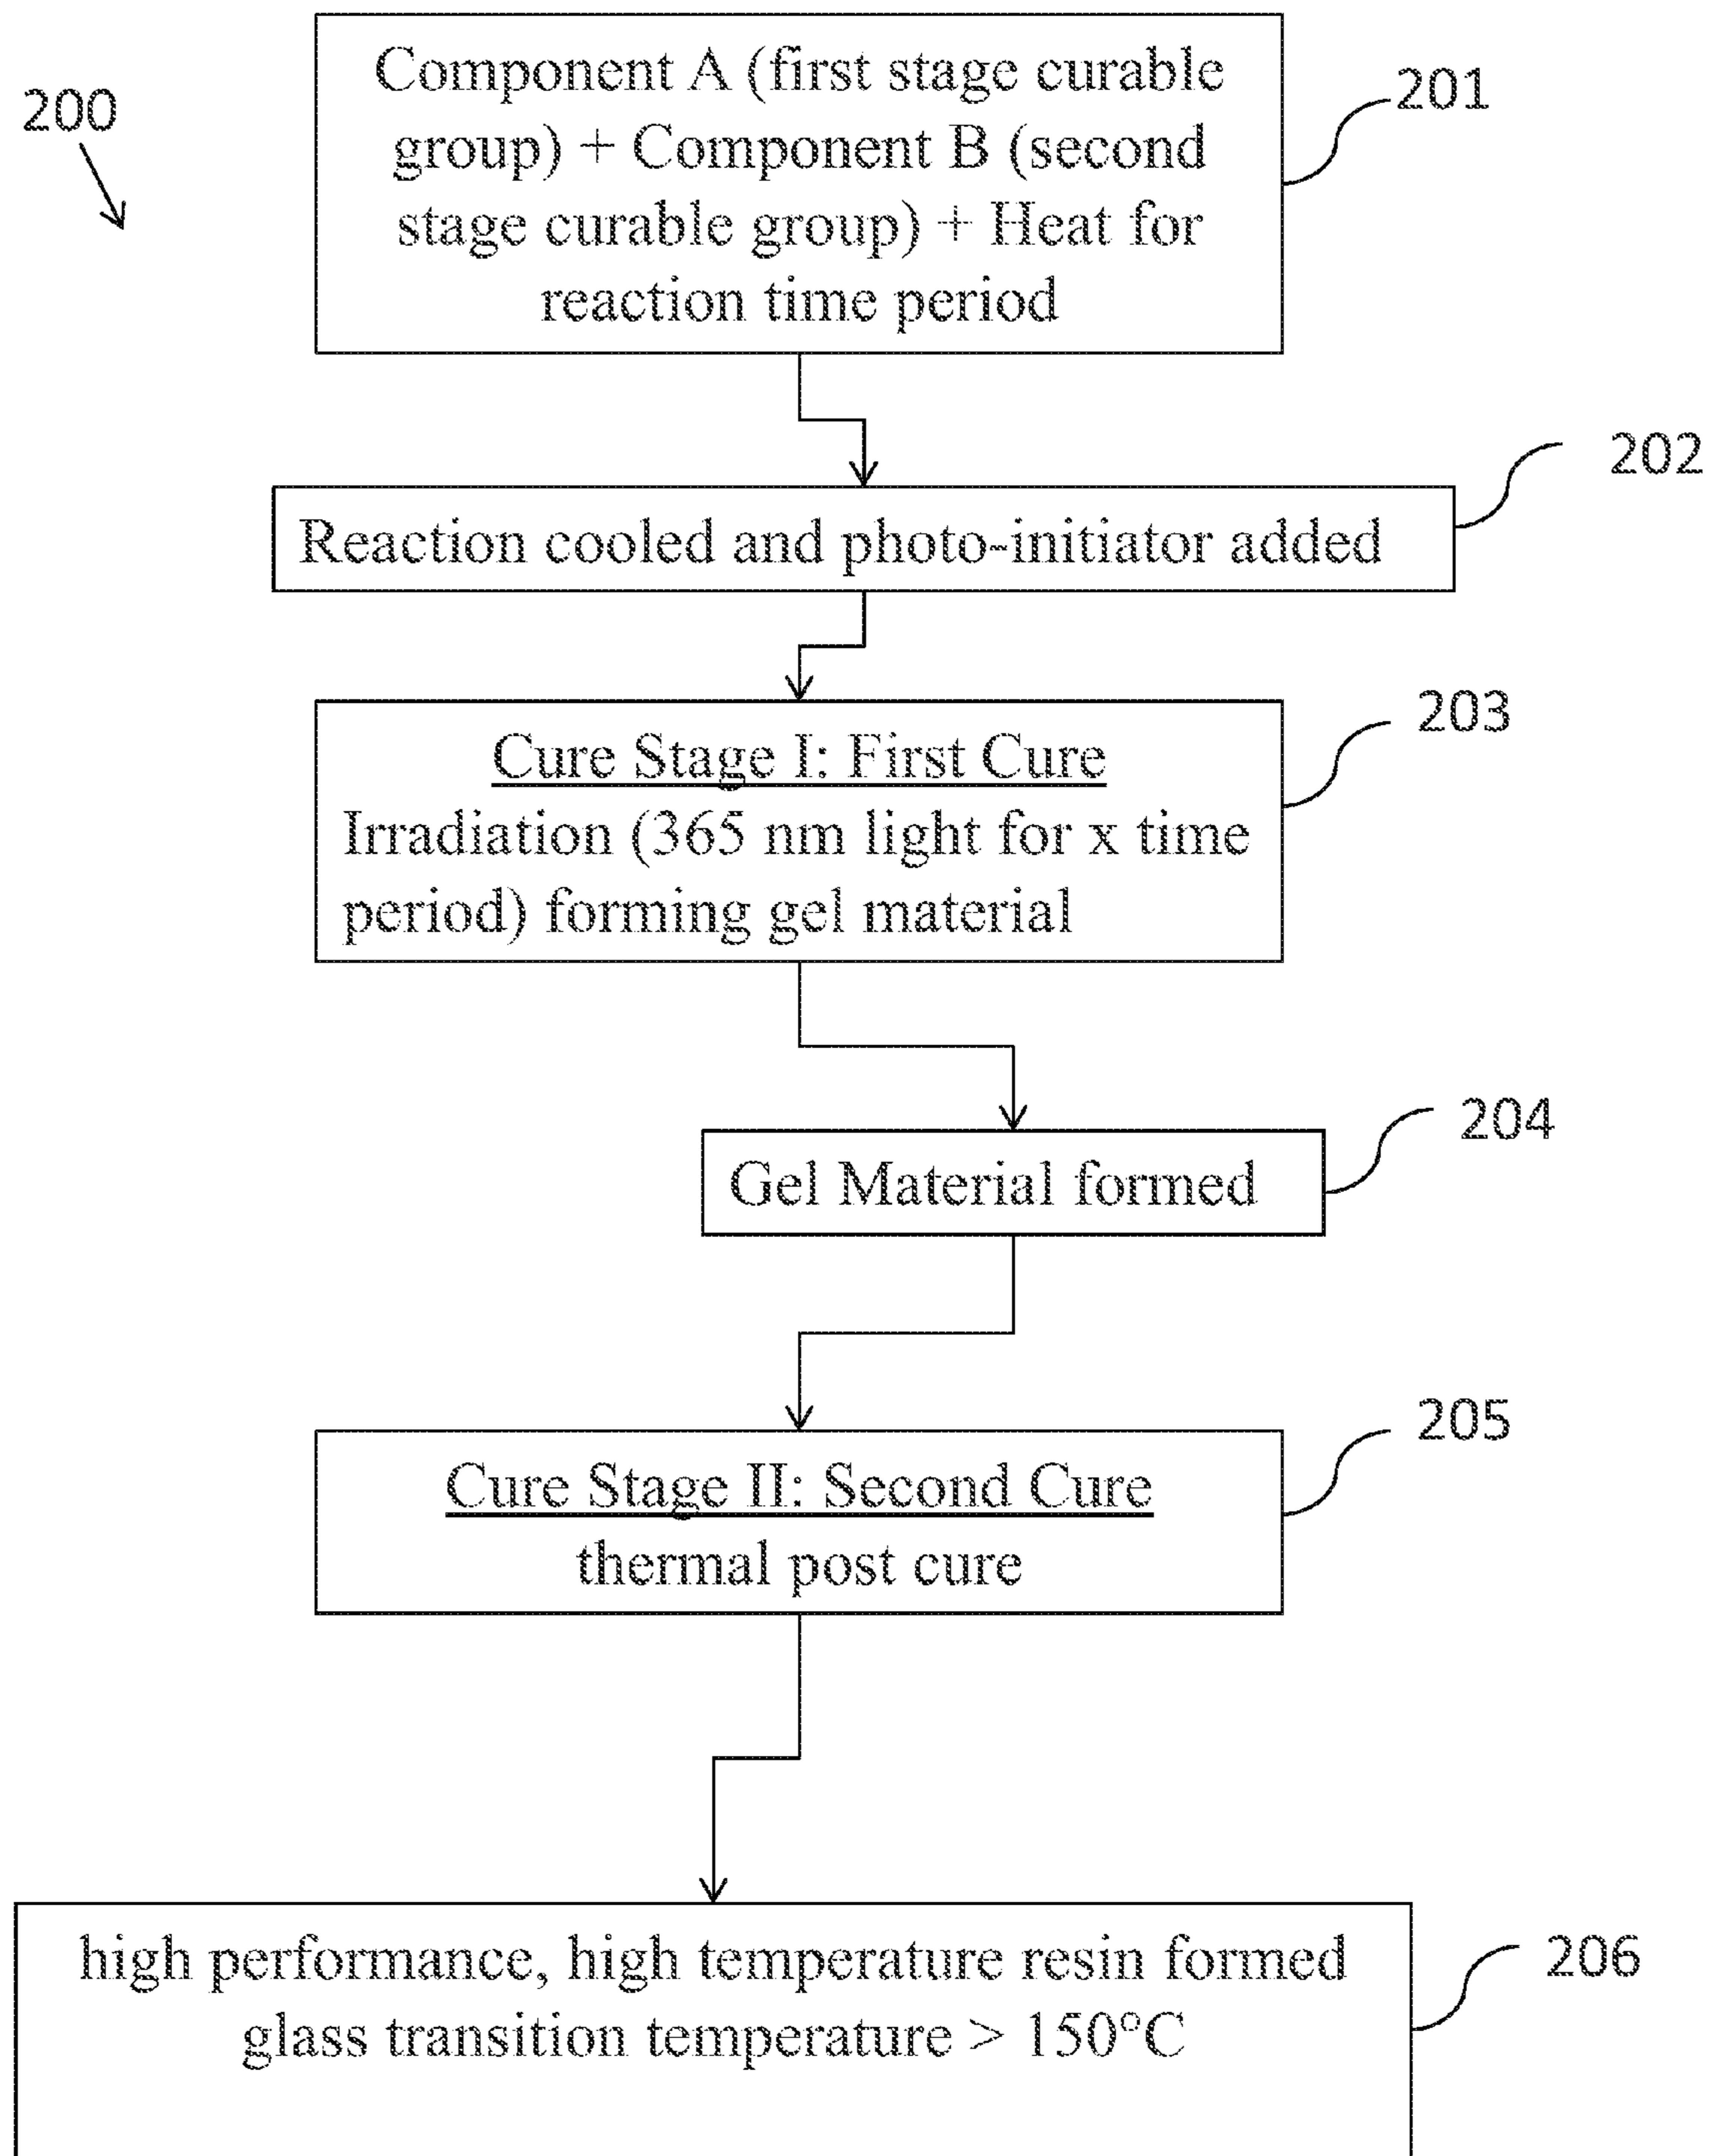 200
Component A (first stage curable
group) + Component B (second
stage curable group) + Heat for
reaction time period
201
Reaction cooled and photo-initiator added
202
Cure Stage I: First Cure
Irradiation (365 nm light for x time
period) forming gel material
203
Gel Material formed
204
Cure Stage II: Second Cure
thermal post cure
205
high performance, high temperature resin formed
glass transition temperature > 150°C
206